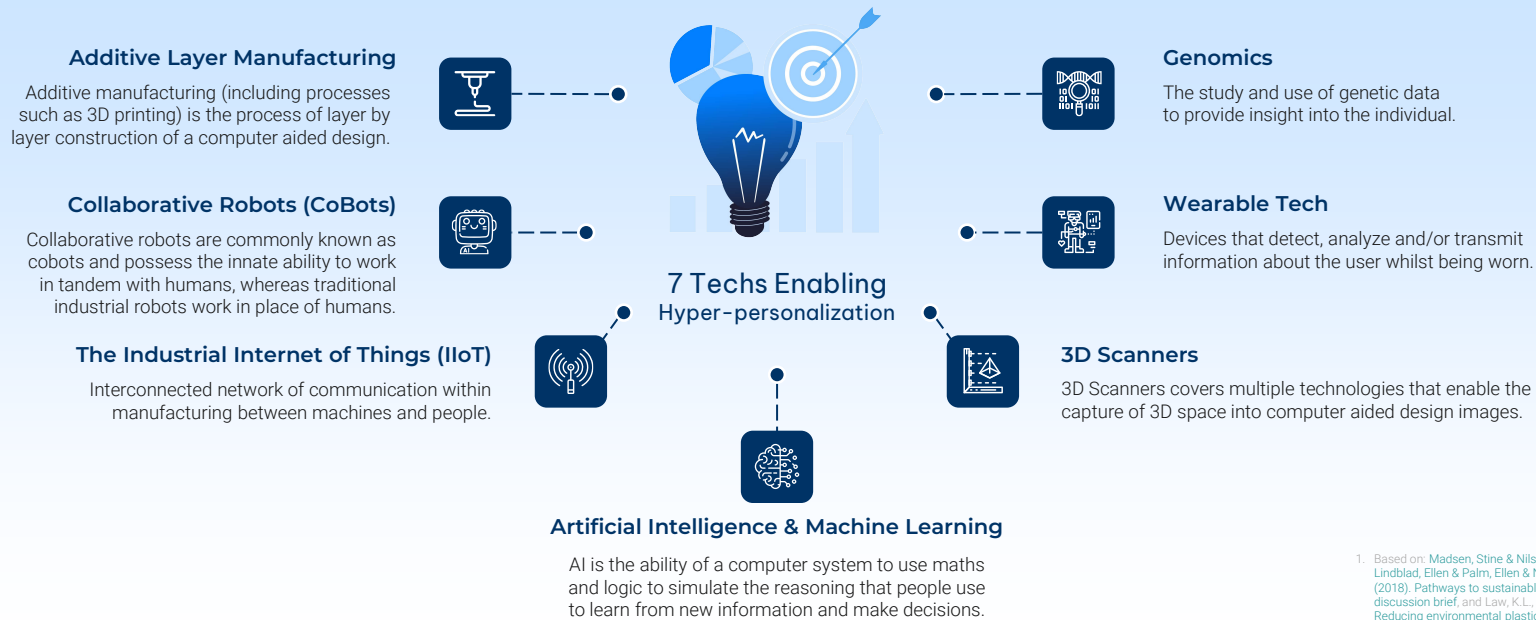 Additive Layer Manufacturing
Additive manufacturing (including processes
such as 3D printing) is the process of layer by
layer construction of a computer aided design.
Collaborative Robots (CoBots)
Collaborative robots are commonly known as
cobots and possess the innate ability to work
in tandem with humans, whereas traditional
industrial robots work in place of humans.
The Industrial Internet of Things (IIoT)
Interconnected network of communication within
manufacturing between machines and people.
7 Techs Enabling
Hyper-personalization
Genomics
The study and use of genetic data
to provide insight into the individual.
Wearable Tech
Devices that detect, analyze and/or transmit
information about the user whilst being worn.
3D Scanners
3D Scanners covers multiple technologies that enable the
capture of 3D space into computer aided design images.
AI
Artificial Intelligence & Machine Learning
AI is the ability of a computer system to use maths
and logic to simulate the reasoning that people use
to learn from new information and make decisions.
1. Based on: Madsen, Stine &
Lindblad, Ellen & Palm, Ellen &
(2018). Pathways to
discussion brief, and Law, K.L.,
Reducing environmental